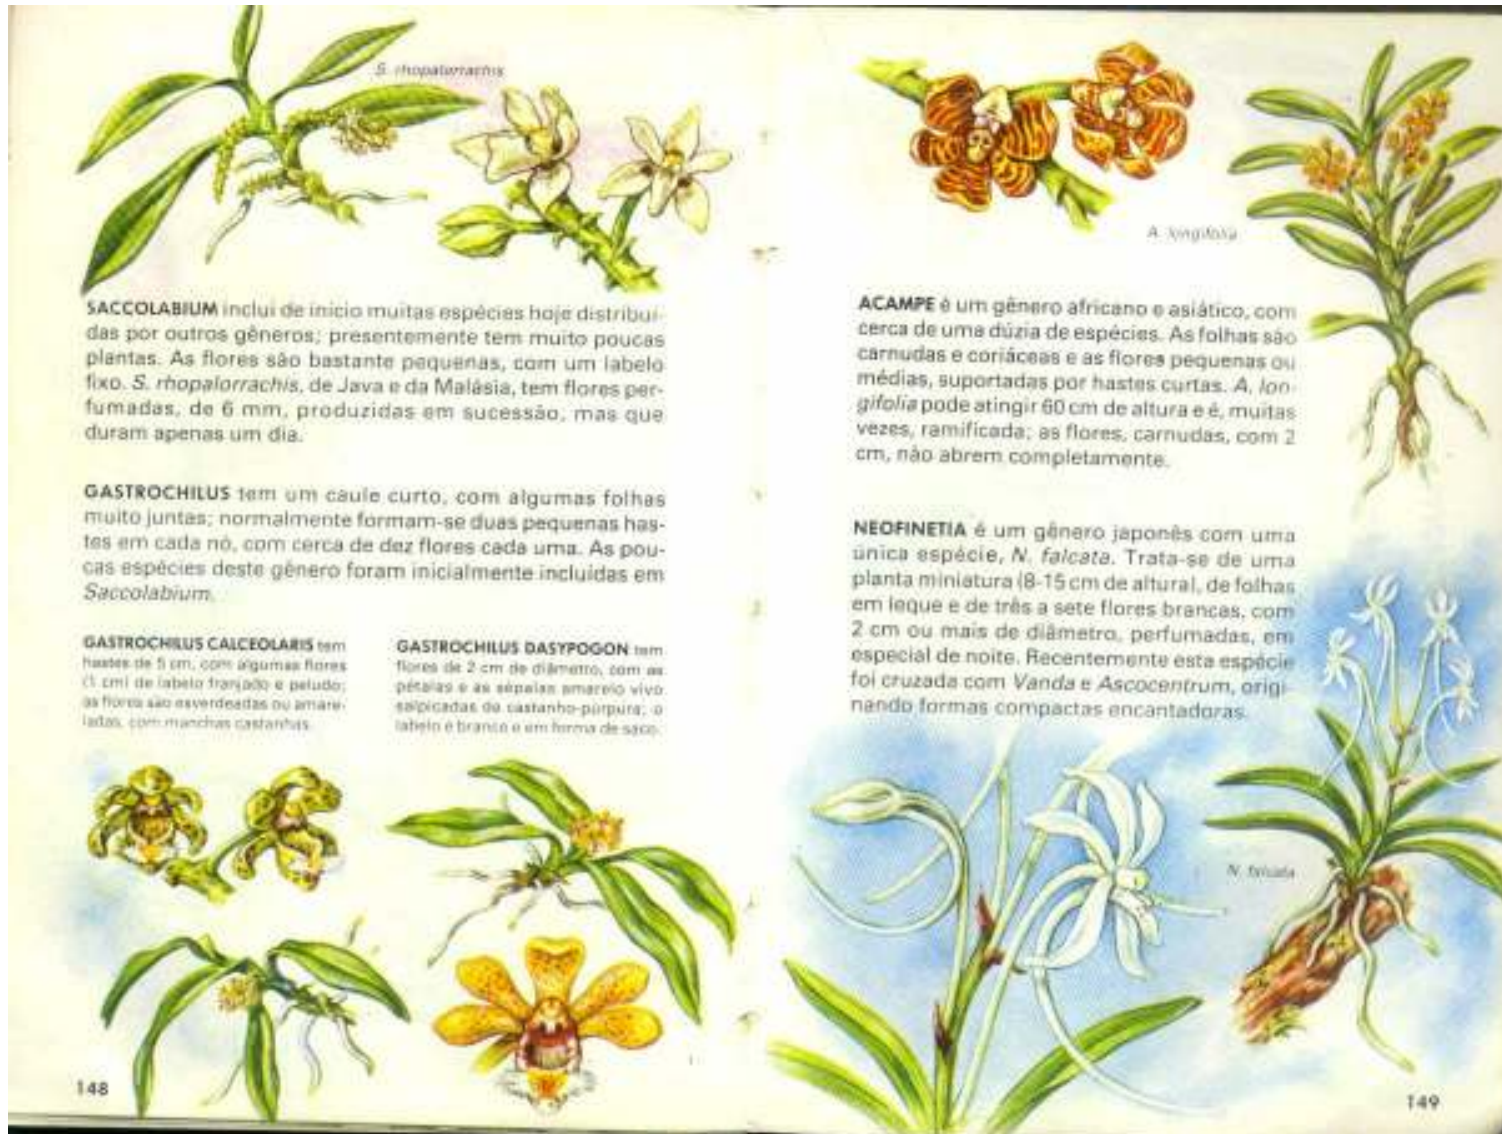 S. rhopalorrachis
SACCOLABIUM inclui de início muitas espécies hoje distribuí-
das por outros gêneros; presentemente tem muito poucas
plantas. As flores são bastante pequenas, com um labelo
fixo. S. rhopalorrachis, de Java e da Malásia, tem flores per-
fumadas, de 6 mm, produzidas em sucessão, mas que
duram apenas um dia.
GASTROCHILUS tem um caule curto, com algumas folhas
muito juntas; normalmente formam-se duas pequenas has-
tes em cada nó, com cerca de dez flores cada uma. As pou-
cas espécies deste gênero foram inicialmente incluídas em
Saccolabium.
GASTROCHILUS CALCEOLARIS tem
hastes de 5 cm, com algumas flores
(1 cm) de labelo franjado e peludo;
as flores são esverdeadas ou amare-
ladas, com manchas castanhas.
GASTROCHILUS DASYPOGON tem
flores de 2 cm de diâmetro, com as
pétalas e as sépalas amarelo vivo
salpicadas de castanho-púrpura; o
labelo é branco e em forma de saco.
148
A. longifolia
ACAMPE é um gênero africano e asiático, com
cerca de uma dúzia de espécies. As folhas são
carnudas e coriáceas e as flores pequenas ou
médias, suportadas por hastes curtas. A. lon-
gifolia pode atingir 60 cm de altura e é, muitas
vezes, ramificada; as flores, carnudas, com 2
cm, não abrem completamente.
NEOFINETIA é um gênero japonês com uma
única espécie, N. falcata. Trata-se de uma
planta miniatura (8-15 cm de altura), de folhas
em leque e de três a sete flores brancas, com
2 cm ou mais de diâmetro, perfumadas, em
especial de noite. Recentemente esta espécie
foi cruzada com Vanda e Ascocentrum, origi-
nando formas compactas encantadoras.
N. falcata
149